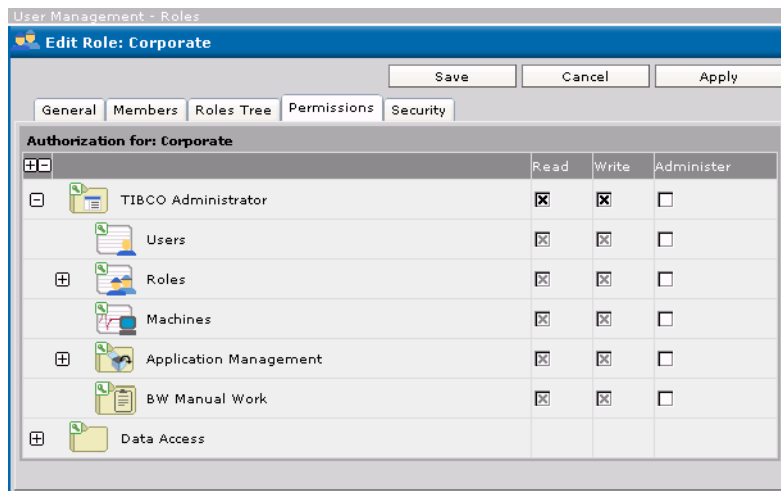 User Management - Roles
Edit Role: Corporate
Save Cancel Apply
General Members Roles Tree Permissions Security
Authorization for: Corporate
Read Write Administer
TIBCO Administrator
Users
Roles
Machines
Application Management
BW Manual Work
Data Access